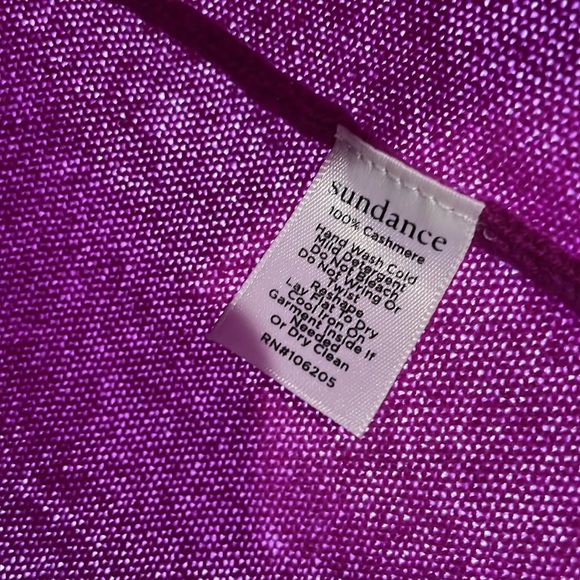 sundance
100% Cashmere
Hand Wash Cold
Mild Detergent
Do Not Bleach
Do Not Wring Or
Twist
Reshape
Lay Flat To Dry
Cool Iron On
Garment Inside If
Needed
Or Dry Clean
RN#106205